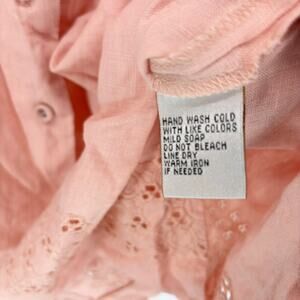 HAND WASH COLD
WITH LIKE COLORS
MILD SOAP
DO NOT BLEACH
LINE DRY
WARM IRON
IF NEEDED